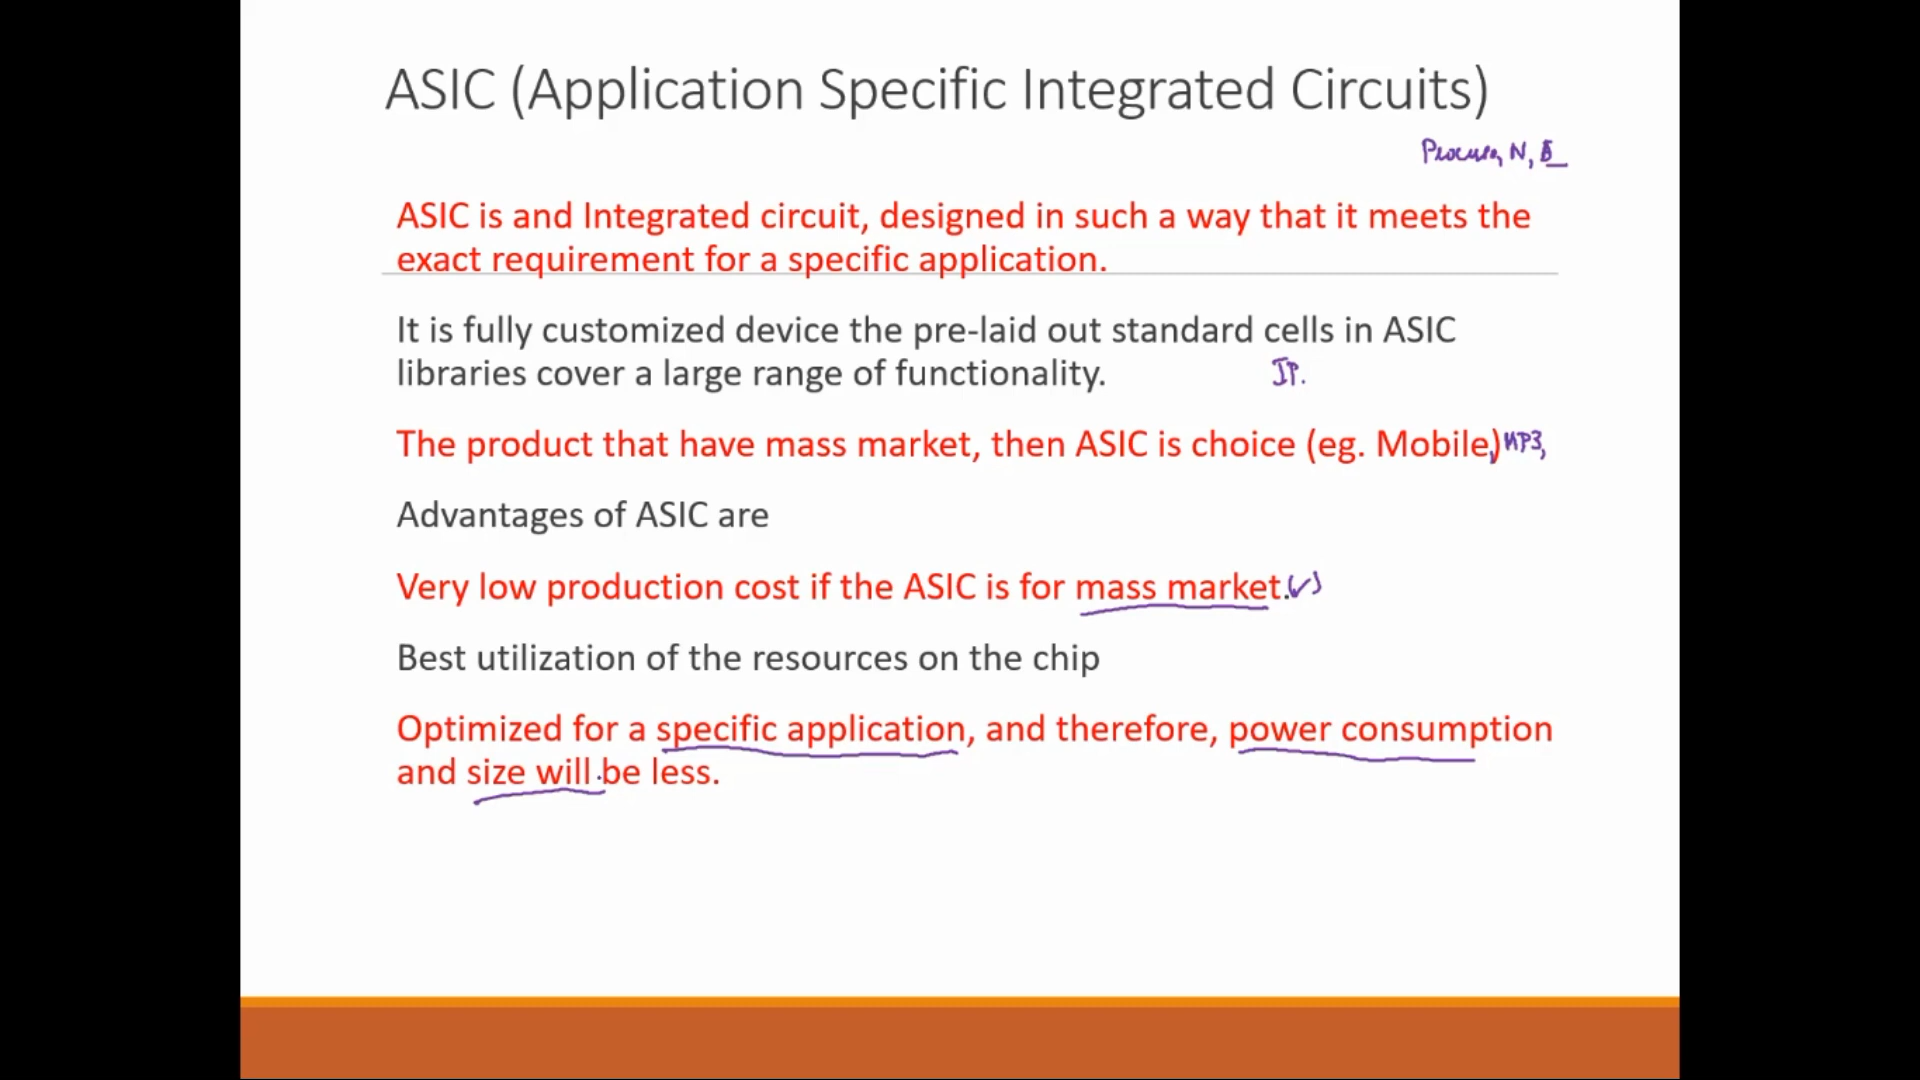 ASIC (Application Specific Integrated Circuits)
N,
ASIC is and Integrated circuit, designed in such a way that it meets the
exact requirement for a specific application.
It is fully customized device the pre-laid out standard cells in ASIC
libraries cover a large range of functionality.
IP.
The product that have mass market, then ASIC is choice (eg. Mobile,) MP3,
Advantages of ASIC are
Very low production cost if the ASIC is for mass market.
Best utilization of the resources on the chip
Optimized for a specific application, and therefore, power consumption
and size will be less.